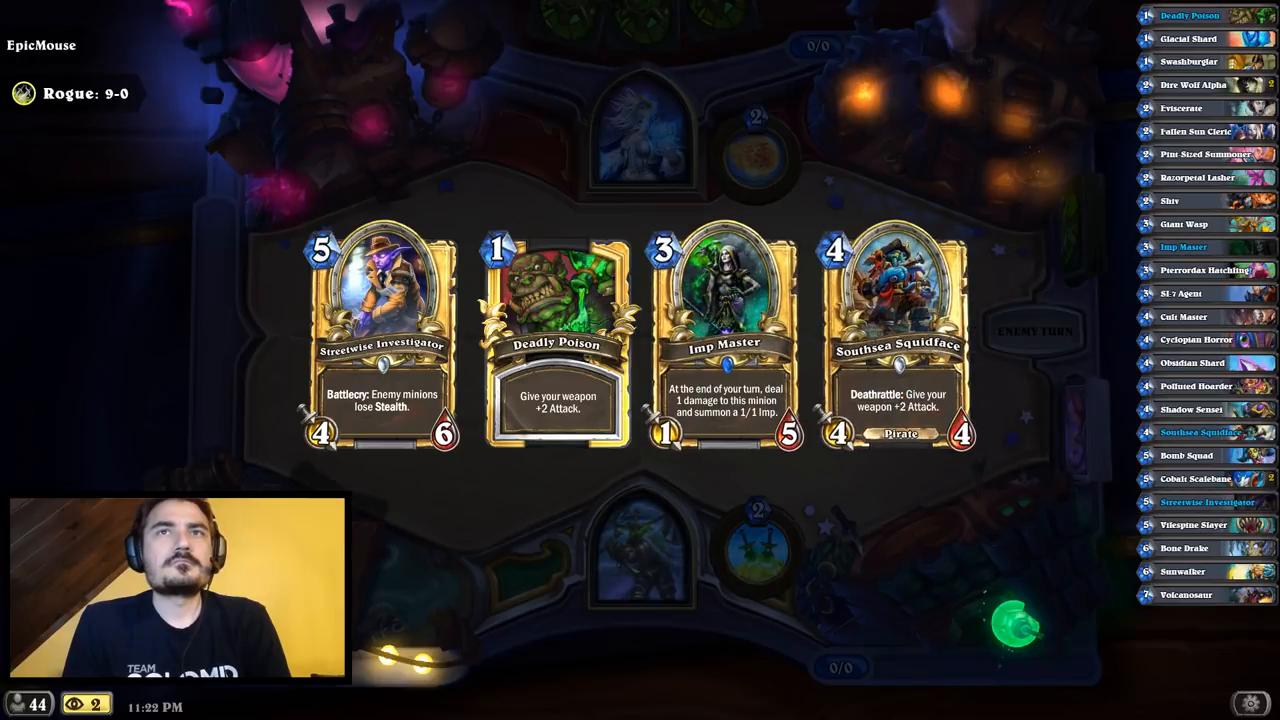 EpicMouse
Rogue: 9-0
0/0
2
ENEMY TURN
5
Streetwise Investigator
Battlecry: Enemy minions
lose Stealth.
4
6
1
Deadly Poison
Give your weapon
+2 Attack.
3
Imp Master
At the end of your turn, deal
1 damage to this minion
and summon a 1/1 Imp.
1
5
4
Southsea Squidface
Deathrattle: Give your
weapon +2 Attack.
Pirate
4
4
2
0/0
TEAM
44
2
11:22 PM
1 Deadly Poison
1 Glacial Shard
1 Swashburglar
2 Dire Wolf Alpha 2
2 Eviscerate
2 Fallen Sun Cleric
2 Pint-Sized Summoner
2 Razorpetal Lasher
2 Shiv
3 Giant Wasp
3 Imp Master
3 Pterrordax Hatchling
3 SI:7 Agent
4 Cult Master
4 Cyclopian Horror
4 Obsidian Shard
4 Polluted Hoarder
4 Shadow Sensei
4 Southsea Squidface
5 Bomb Squad
5 Cobalt Scalebane 2
5 Streetwise Investigator
5 Vilespine Slayer
6 Bone Drake
6 Sunwalker
7 Volcanosaur